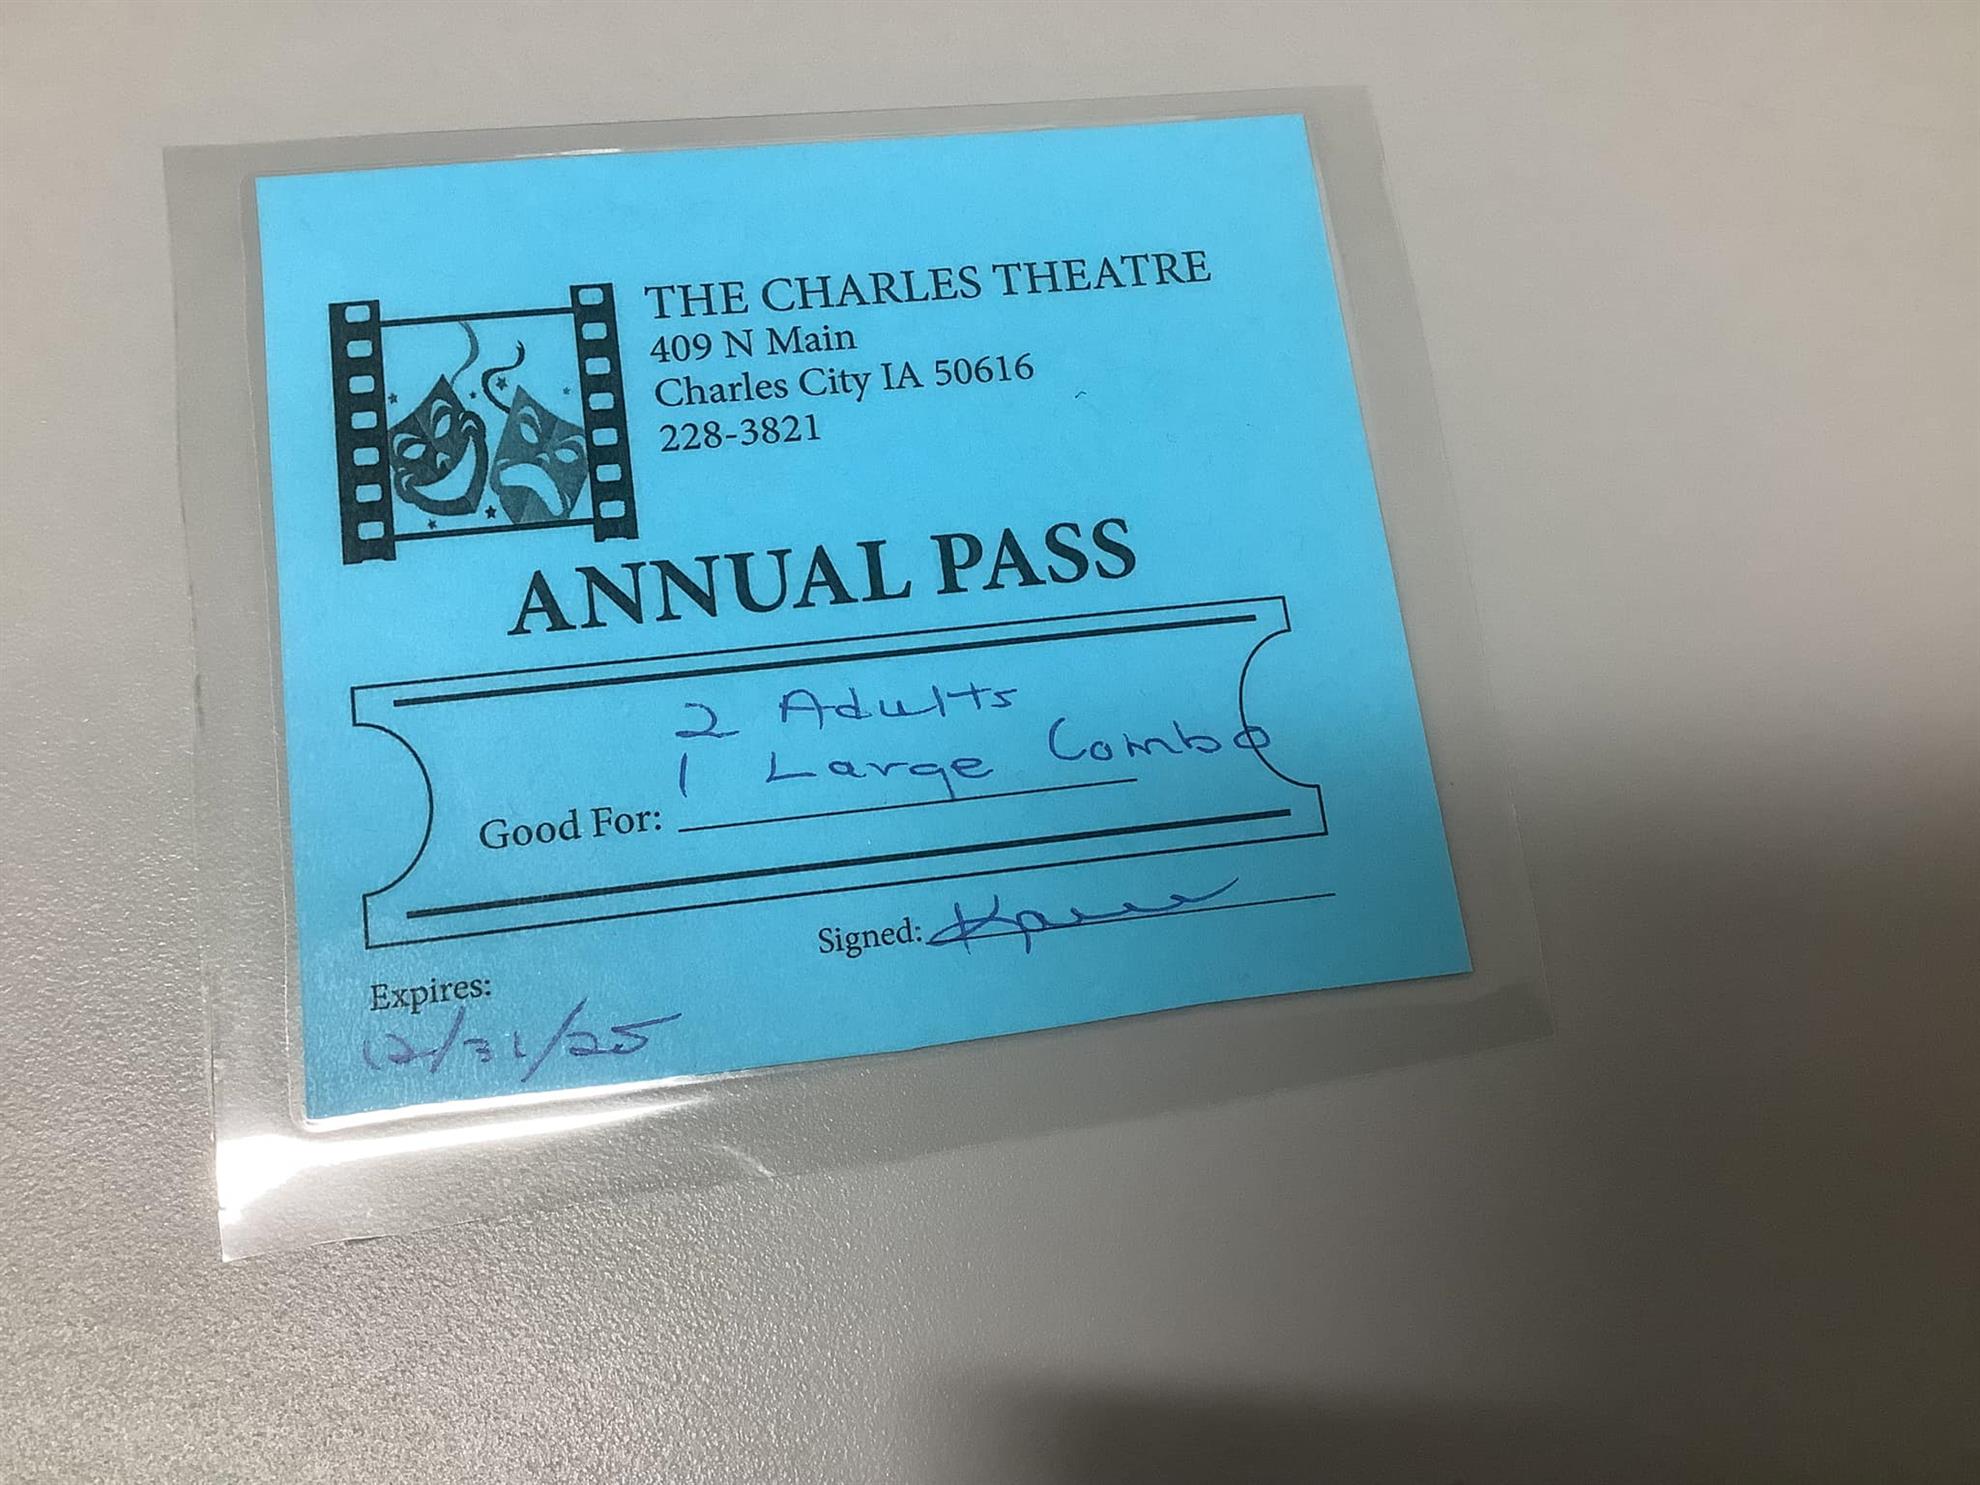 THE CHARLES THEATRE
409 N Main
Charles City IA 50616
228-3821
ANNUAL PASS
2 Adults
1 Large Combo
Good For:
Signed:
Expires:
12/31/25